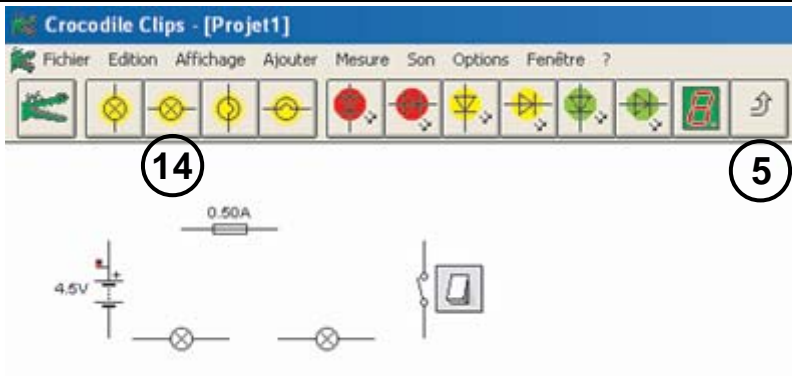 Crocodile Clips - [Projet1]
Fichier Edition Affichage Ajouter Mesure Son Options Fenêtre ?
14
5
0.50A
4.5V
+